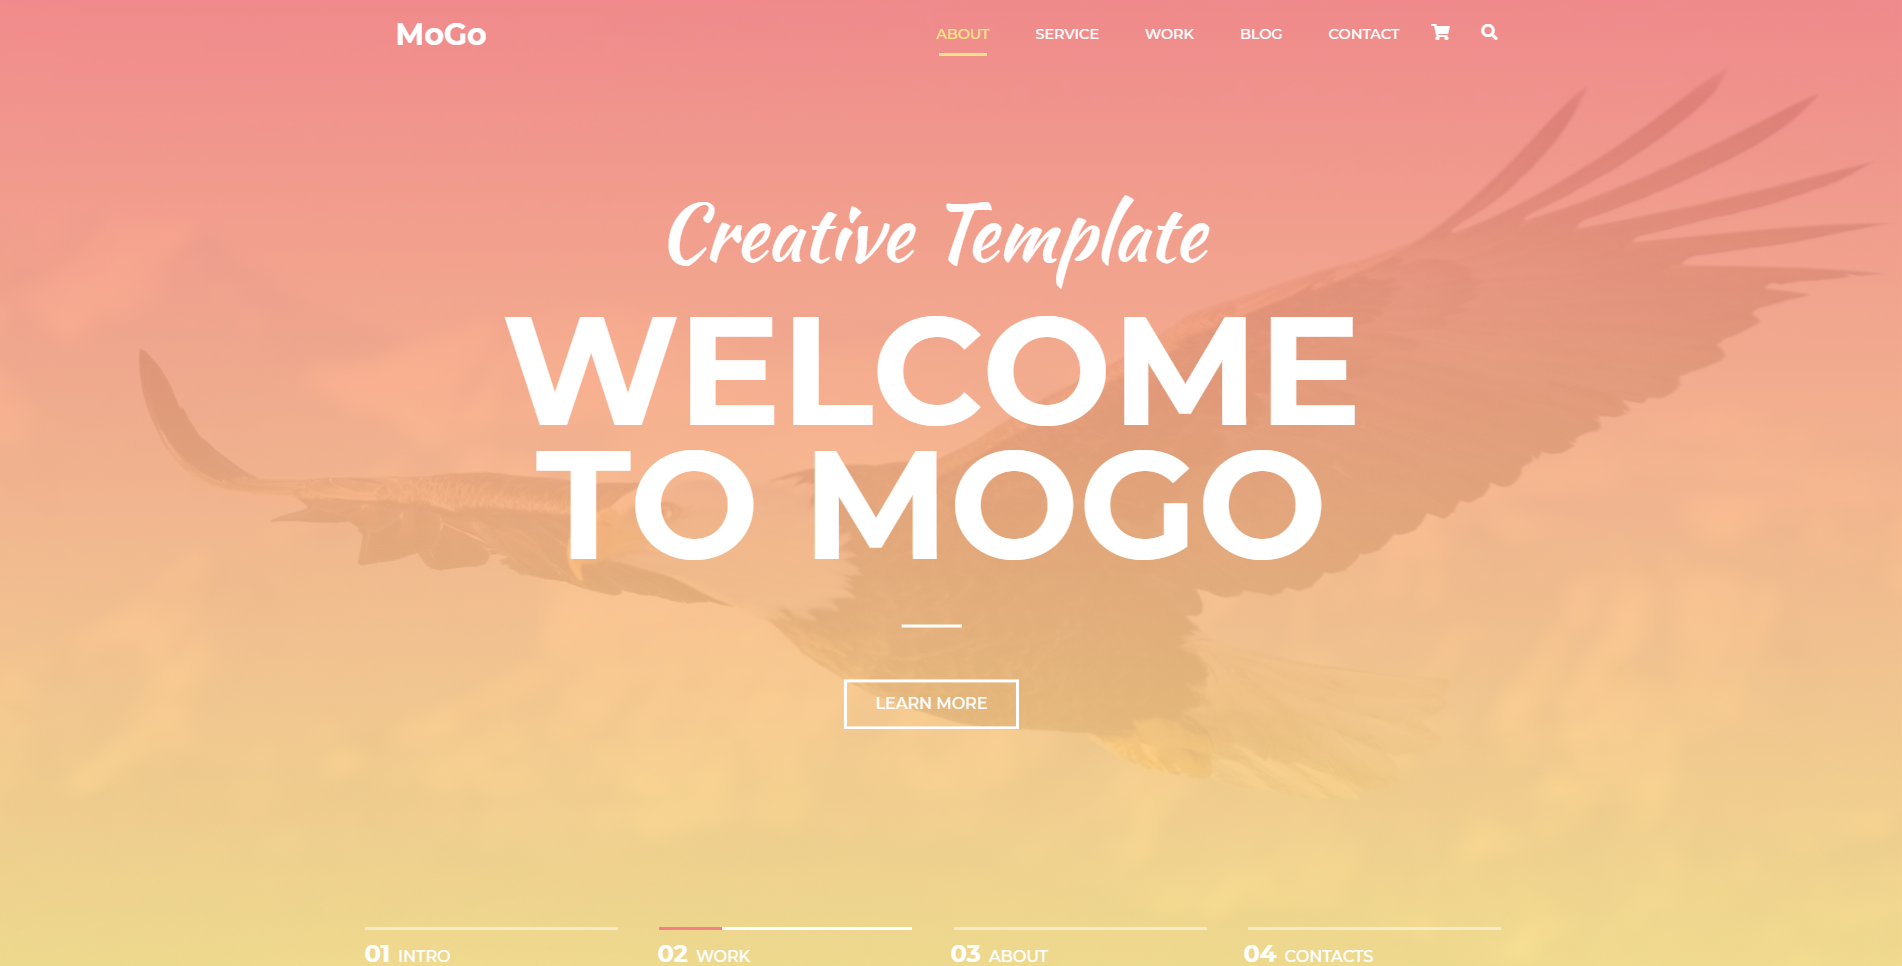 MoGo
ABOUT SERVICE WORK BLOG CONTACT
Creative Template
WELCOME
TO MOGO
LEARN MORE
01 INTRO
02 WORK
03 ABOUT
04 CONTACTS